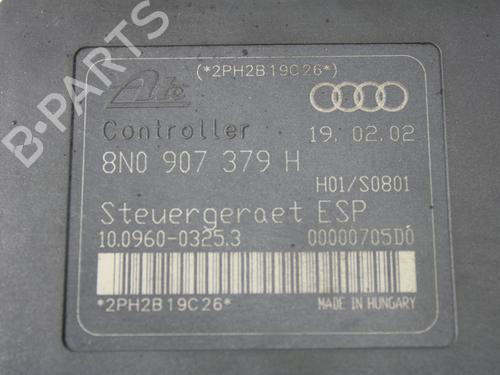 (*2PH2B19C26*)
Ate
Controller 19.02.02
8N0 907 379 H
H01/S0801
Steuergeraet ESP
10.0960-0325.3 00000705D0
*2PH2B19C26*
MADE IN HUNGARY